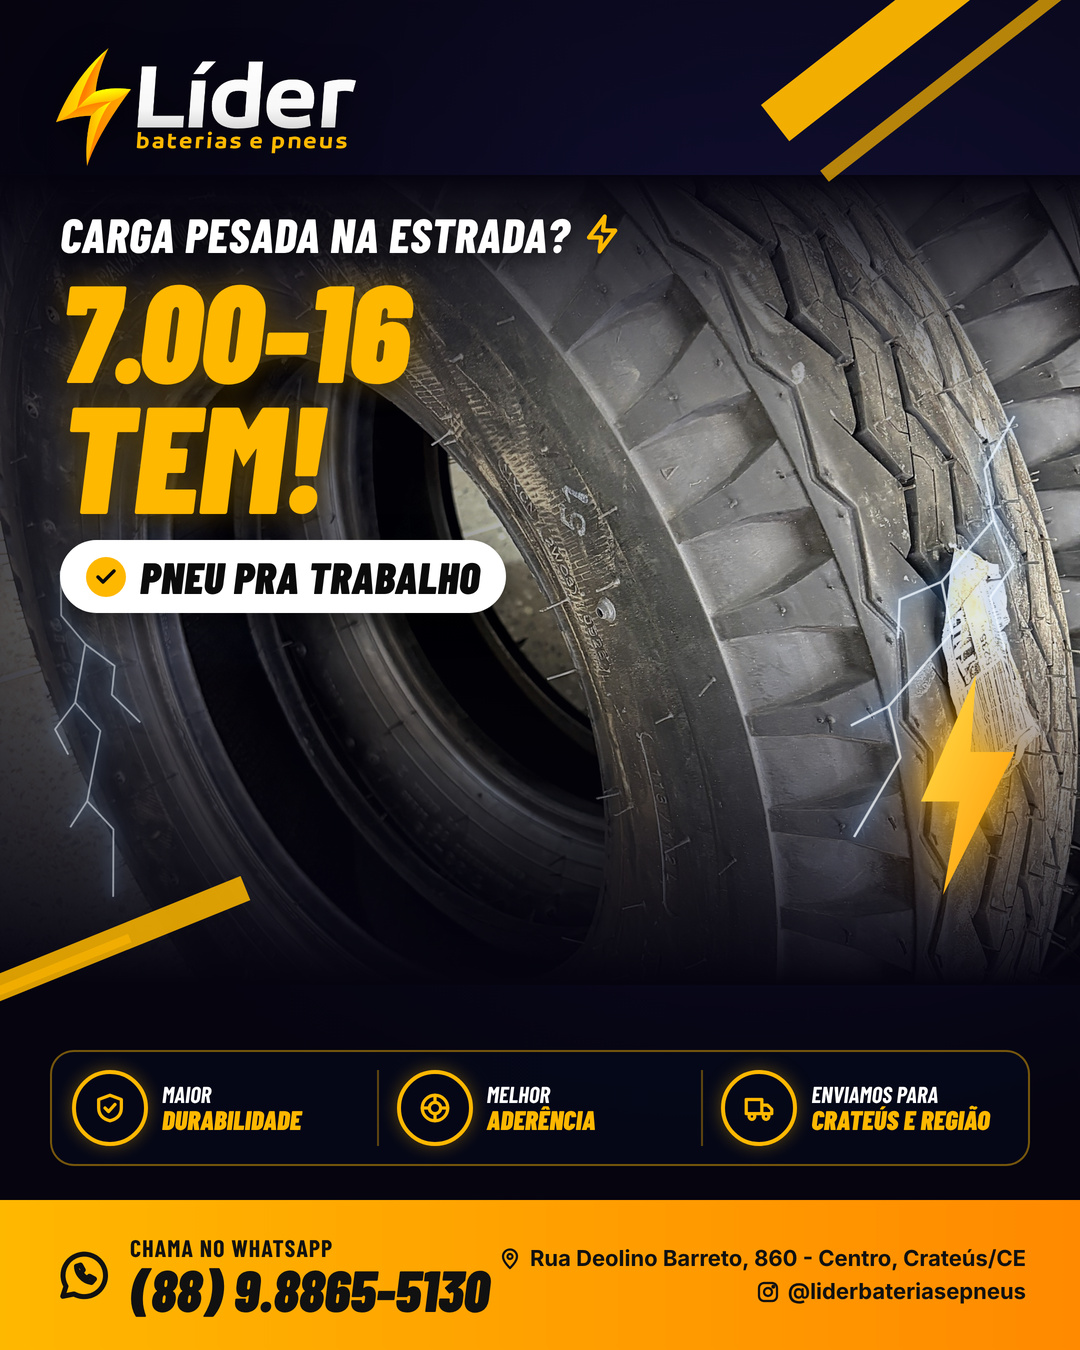 Líder
baterias e pneus
CARGA PESADA NA ESTRADA?
7.00-16
TEM!
PNEU PRA TRABALHO
MAIOR
DURABILIDADE
MELHOR
ADERÊNCIA
ENVIAMOS PARA
CRATEÚS E REGIÃO
CHAMA NO WHATSAPP
(88) 9.8865-5130
Rua Deolino Barreto, 860 - Centro, Crateús/CE
@liderbateriasepneus